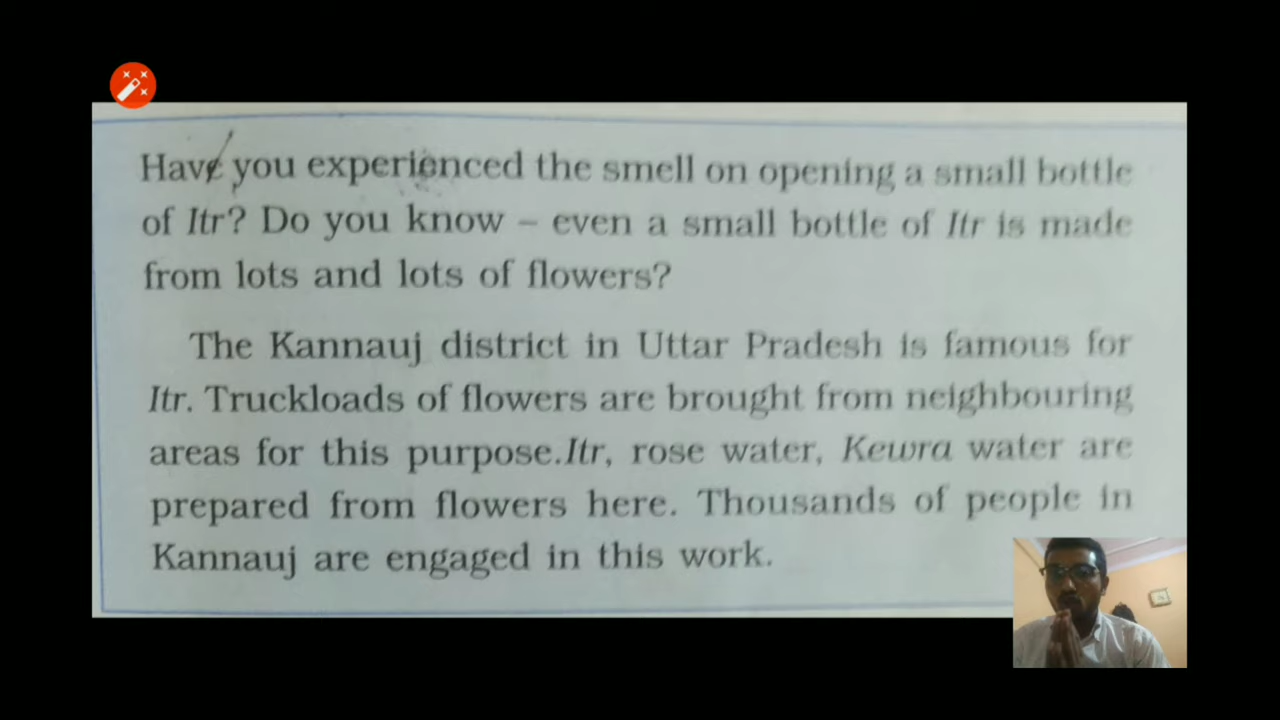 Have you experienced the smell on opening a small bottle
of Itr? Do you know – even a small bottle of Itr is made
from lots and lots of flowers?
The Kannauj district in Uttar Pradesh is famous for
Itr. Truckloads of flowers are brought from neighbouring
areas for this purpose.Itr, rose water, Kewra water are
prepared from flowers here. Thousands of people in
Kannauj are engaged in this work.